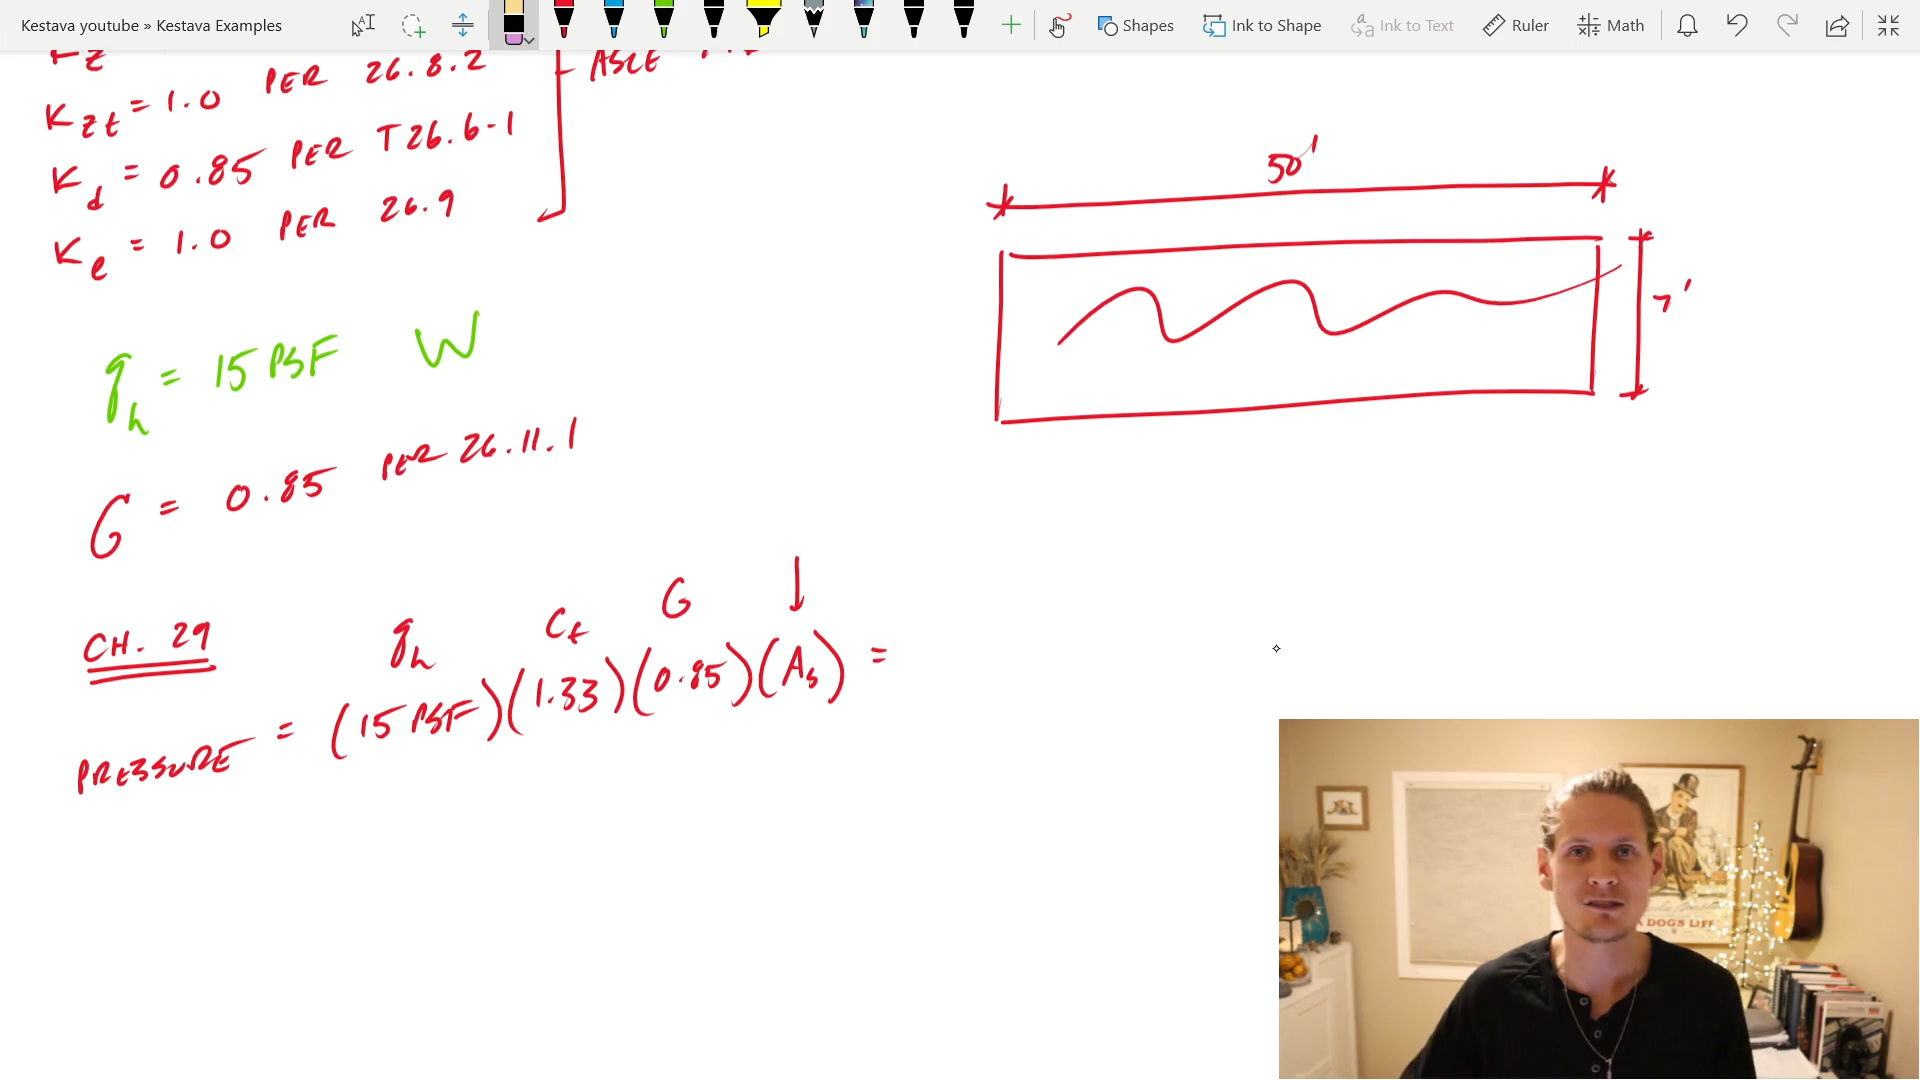 Kestava youtube » Kestava Examples
Shapes
Ink to Shape
Ink to Text
Ruler
Math
Kz
Kzt = 1.0 PER 26.8.2
ASCE
Kd = 0.85 PER T26.6-1
Ke = 1.0 PER 26.9
50'
7'
qh = 15 PSF W
G = 0.85 PER 26.11.1
CH. 29
qh Cf G
PRESSURE = (15 PSF)(1.33)(0.85)(As) =
A DOG'S LIFE